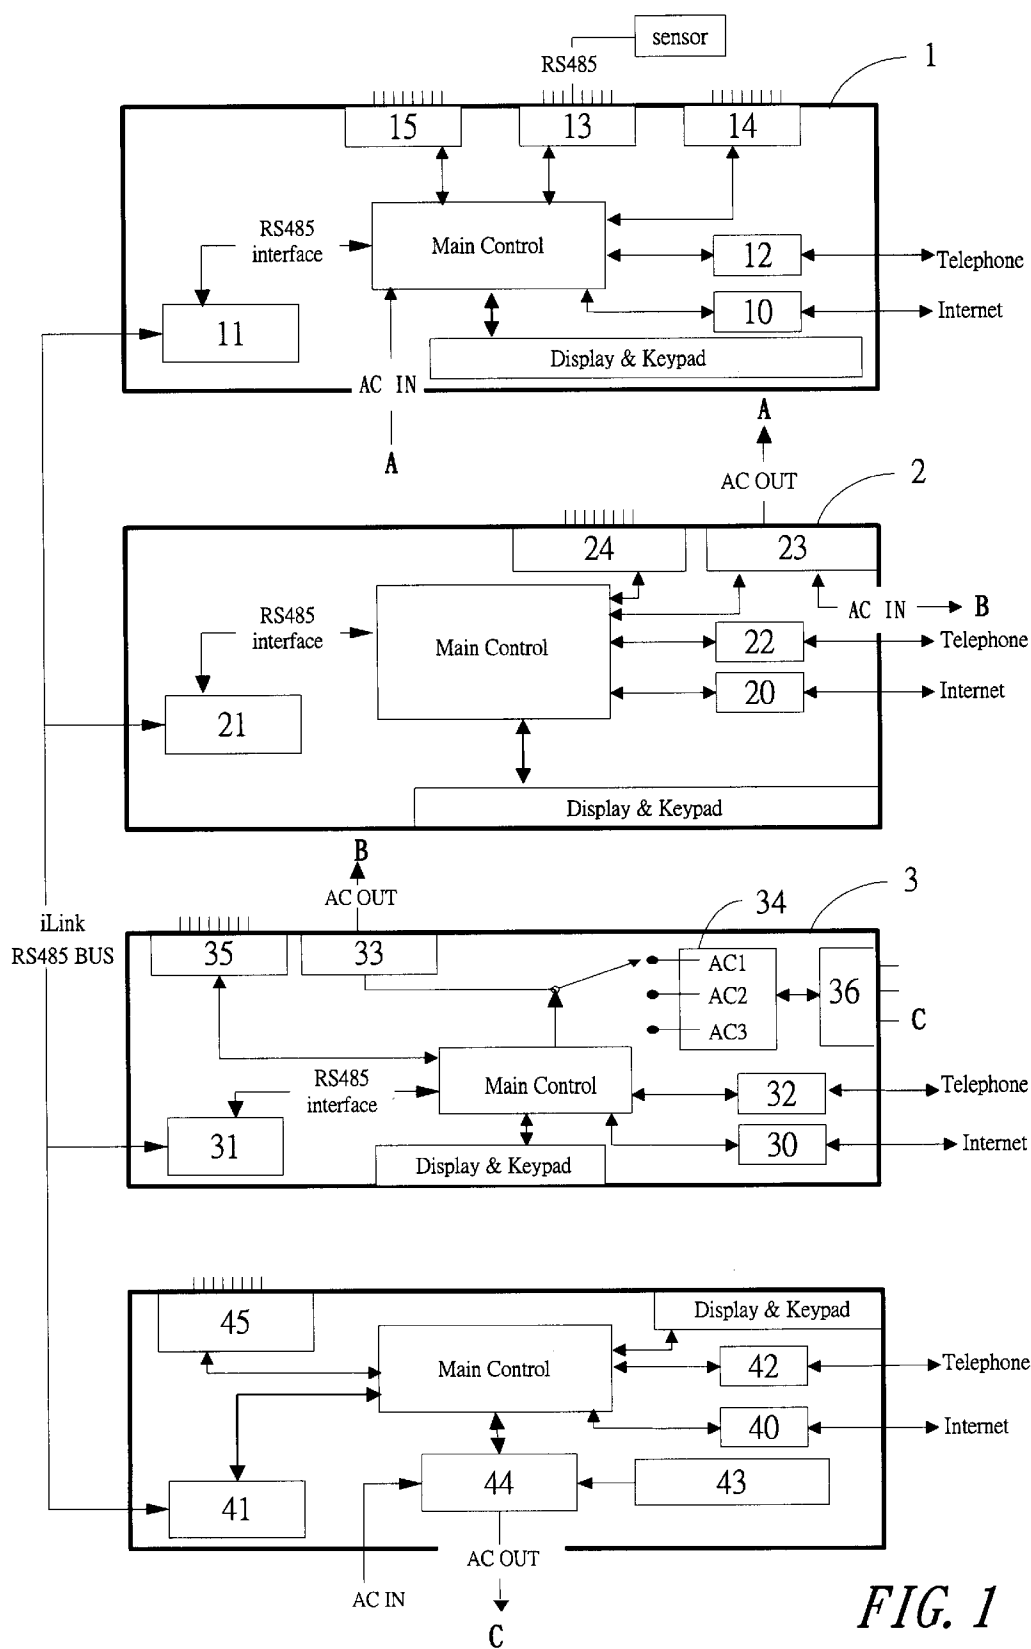 sensor
RS485
1
15
13
14
RS485
interface
Main Control
12
Telephone
11
10
Internet
Display & Keypad
AC IN
A
A
AC OUT
2
24
23
RS485
interface
Main Control
AC IN
B
22
Telephone
21
20
Internet
Display & Keypad
B
AC OUT
3
34
iLink
RS485 BUS
35
33
AC1
AC2
AC3
36
C
RS485
interface
Main Control
32
Telephone
31
30
Internet
Display & Keypad
45
Display & Keypad
Main Control
42
Telephone
40
Internet
41
44
43
AC OUT
AC IN
C
FIG. 1